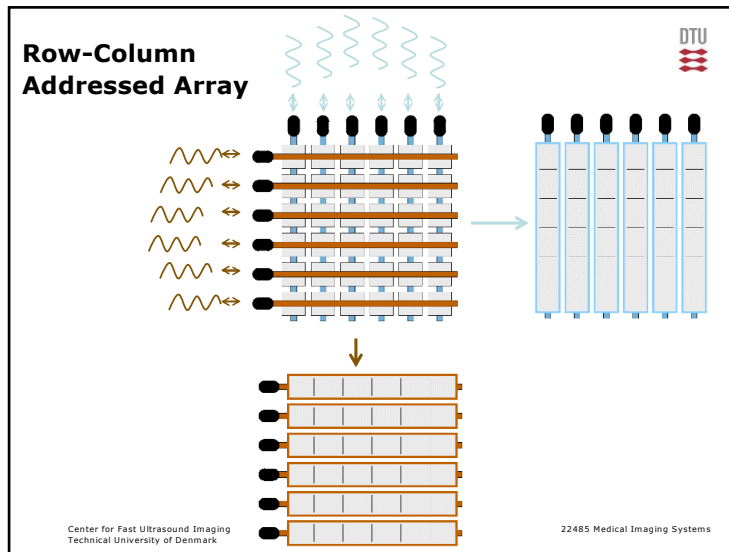 Row-Column
Addressed Array
DTU
Center for Fast Ultrasound Imaging
Technical University of Denmark
22485 Medical Imaging Systems